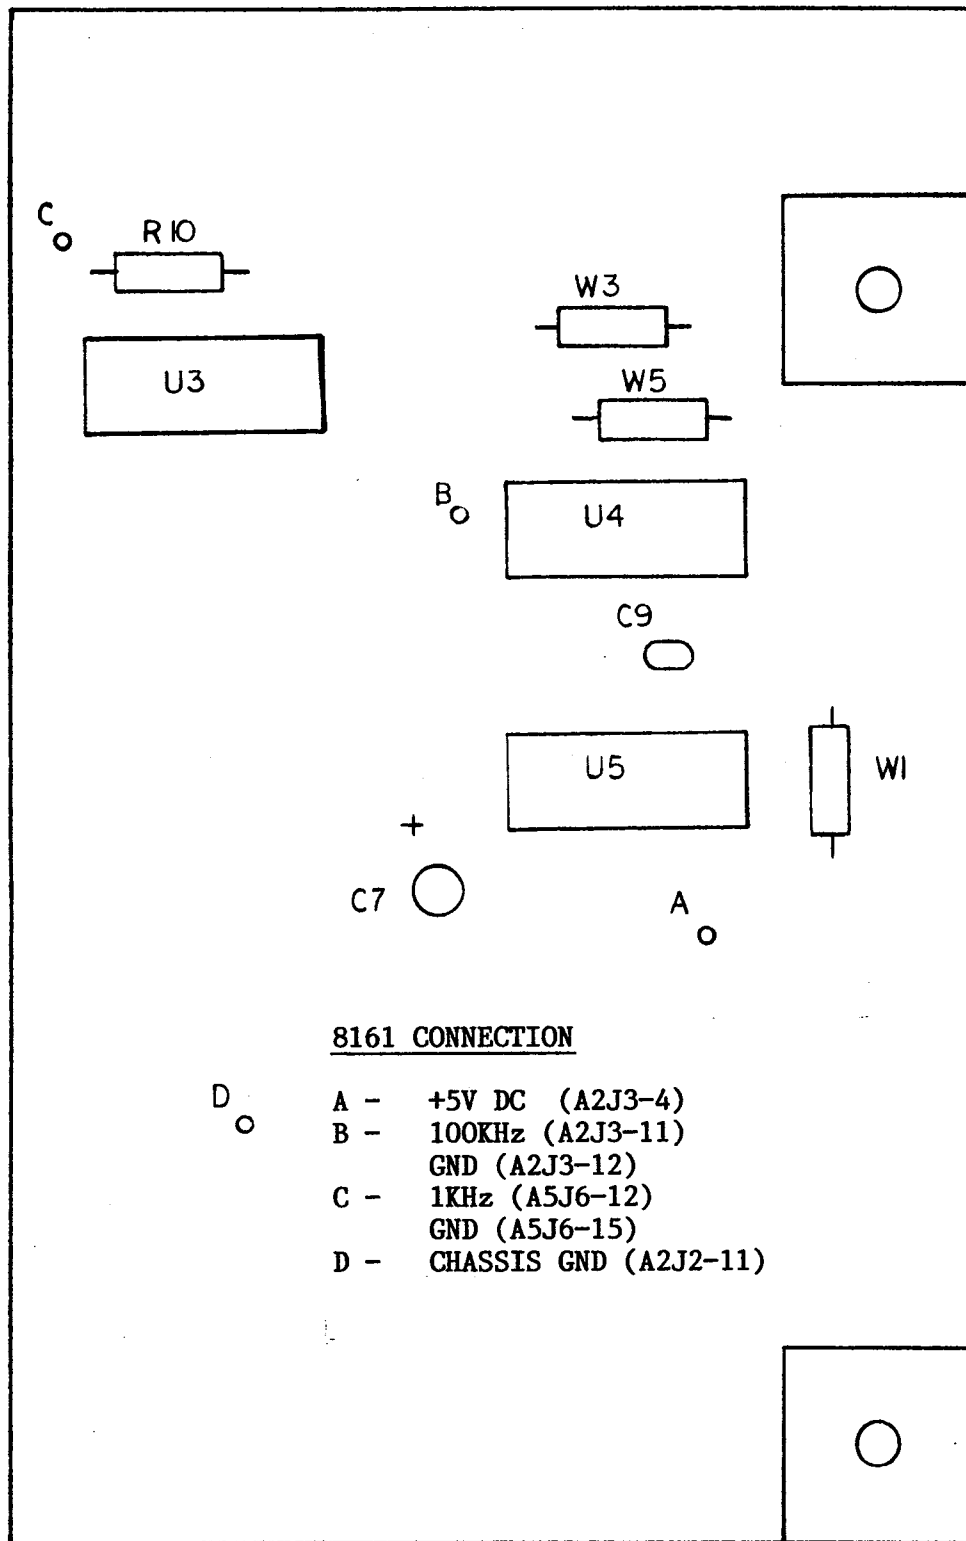 C
R10
W3
U3
W5
B
U4
C9
U5
W1
+
C7
A
8161 CONNECTION
D
A - +5V DC (A2J3-4)
B - 100KHz (A2J3-11)
GND (A2J3-12)
C - 1KHz (A5J6-12)
GND (A5J6-15)
D - CHASSIS GND (A2J2-11)